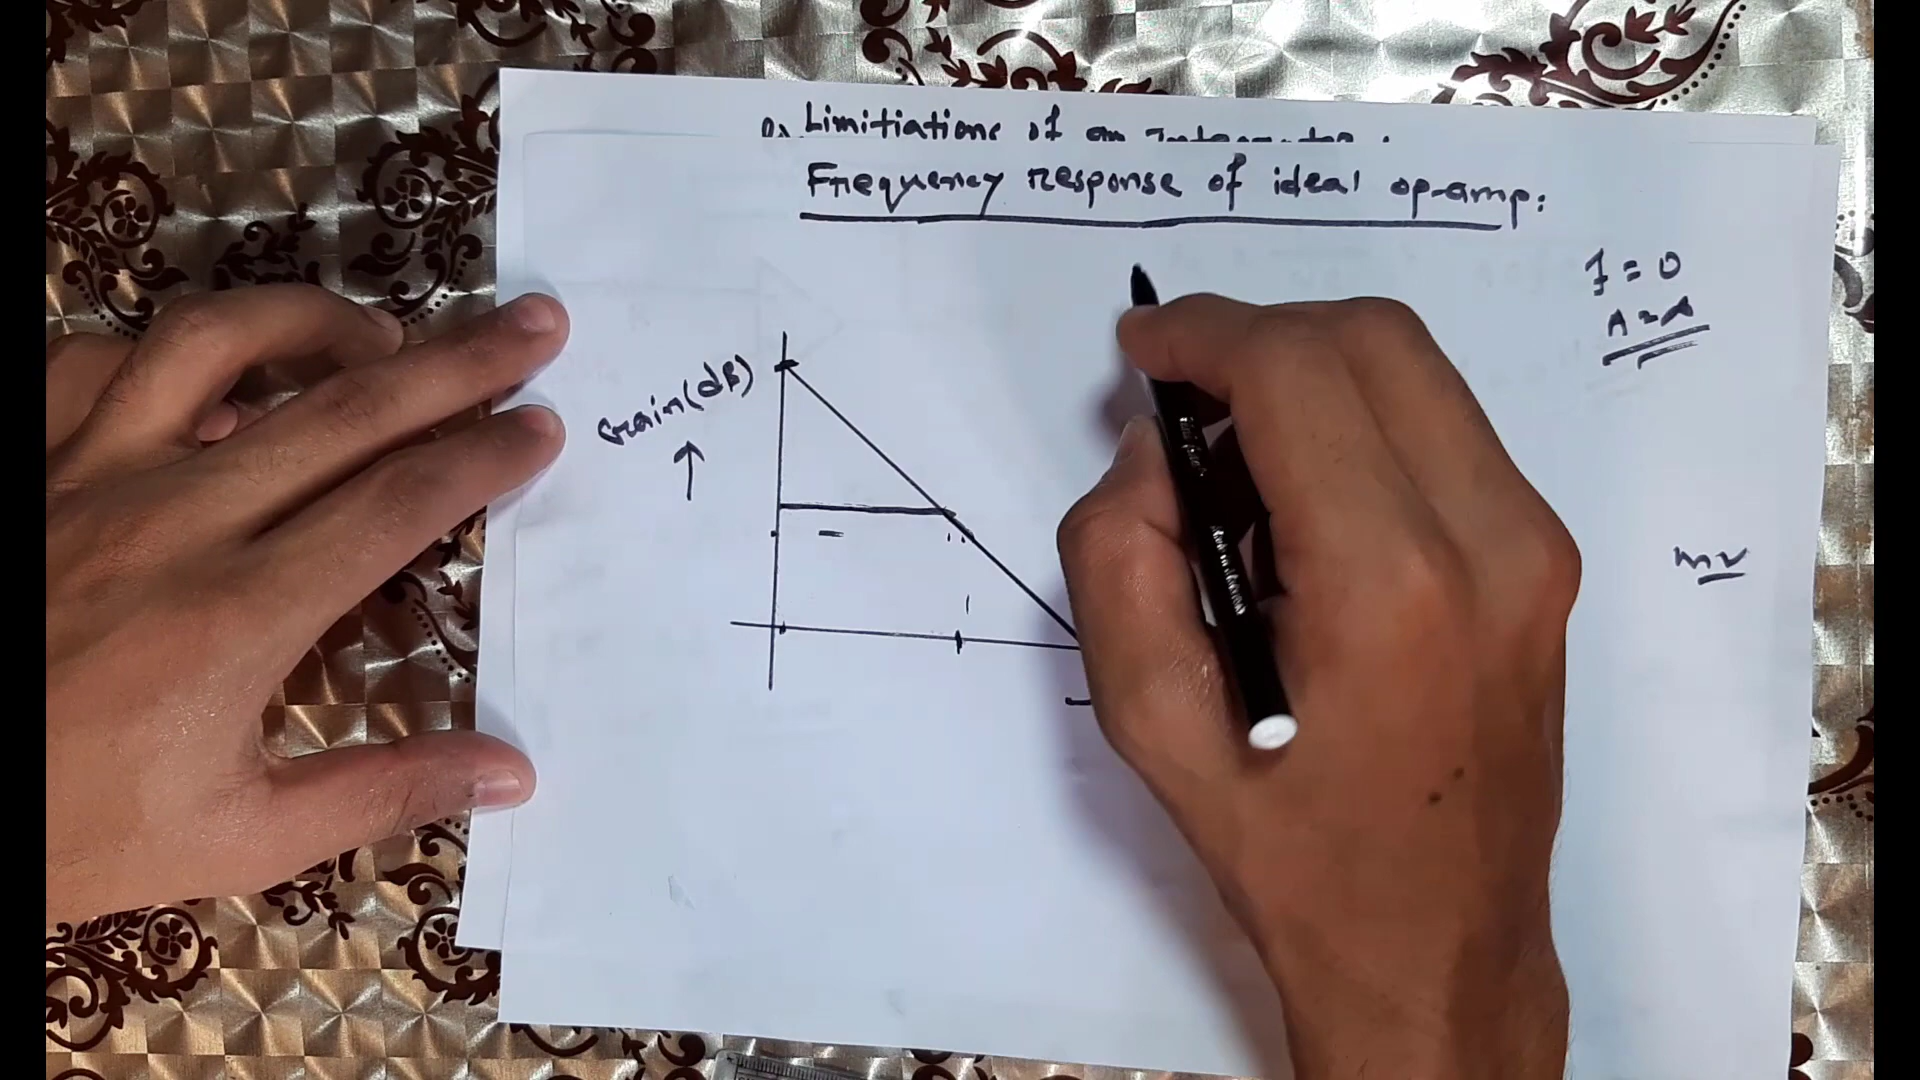 Limitiations of an
Frequency response of ideal op-amp:
f = 0
Gain(dB)
mv